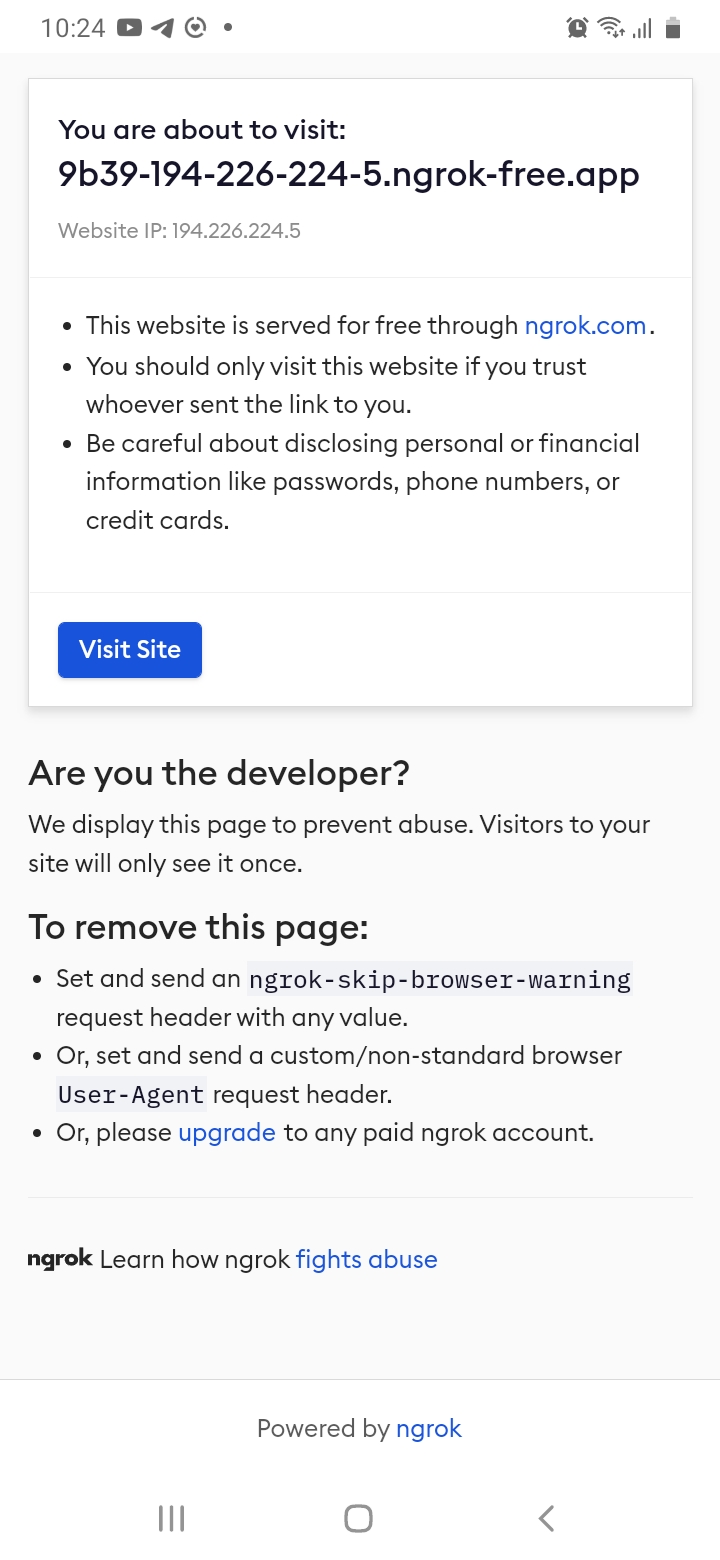 10:24
You are about to visit:
9b39-194-226-224-5.ngrok-free.app
Website IP: 194.226.224.5
This website is served for free through ngrok.com.
You should only visit this website if you trust
whoever sent the link to you.
Be careful about disclosing personal or financial
information like passwords, phone numbers, or
credit cards.
Visit Site
Are you the developer?
We display this page to prevent abuse. Visitors to your
site will only see it once.
To remove this page:
Set and send an ngrok-skip-browser-warning
request header with any value.
Or, set and send a custom/non-standard browser
User-Agent request header.
Or, please upgrade to any paid ngrok account.
ngrok Learn how ngrok fights abuse
Powered by ngrok